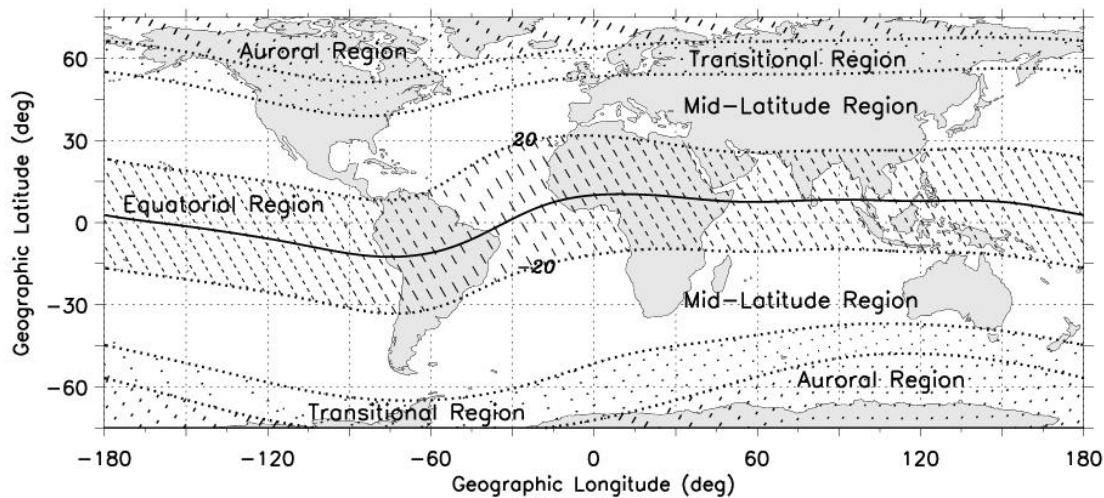 60
30
0
−30
−60
Geographic Latitude (deg)
Auroral Region
Transitional Region
Mid−Latitude Region
20
Equatorial Region
−20
Mid−Latitude Region
Auroral Region
Transitional Region
−180 −120 −60 0 60 120 180
Geographic Longitude (deg)